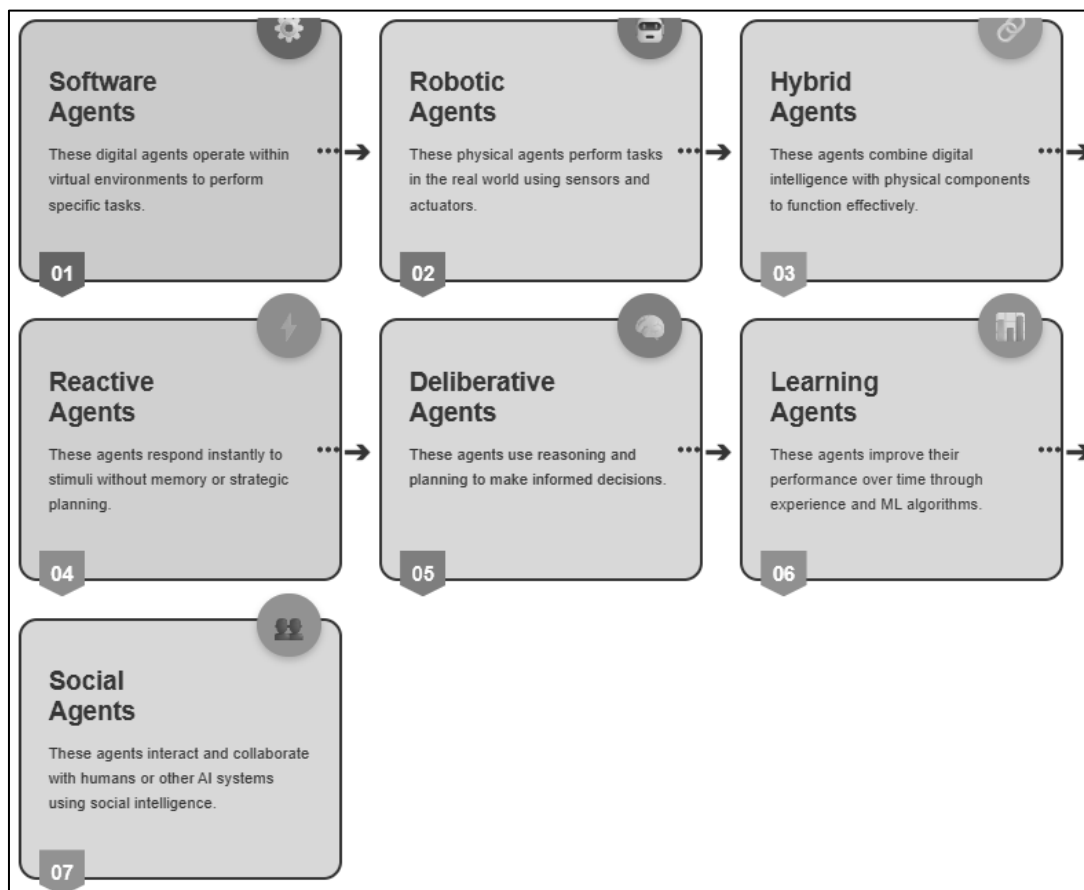 Software
Agents
These digital agents operate within
virtual environments to perform
specific tasks.
01
Robotic
Agents
These physical agents perform tasks
in the real world using sensors and
actuators.
02
Hybrid
Agents
These agents combine digital
intelligence with physical components
to function effectively.
03
Reactive
Agents
These agents respond instantly to
stimuli without memory or strategic
planning.
04
Deliberative
Agents
These agents use reasoning and
planning to make informed decisions.
05
Learning
Agents
These agents improve their
performance over time through
experience and ML algorithms.
06
Social
Agents
These agents interact and collaborate
with humans or other AI systems
using social intelligence.
07